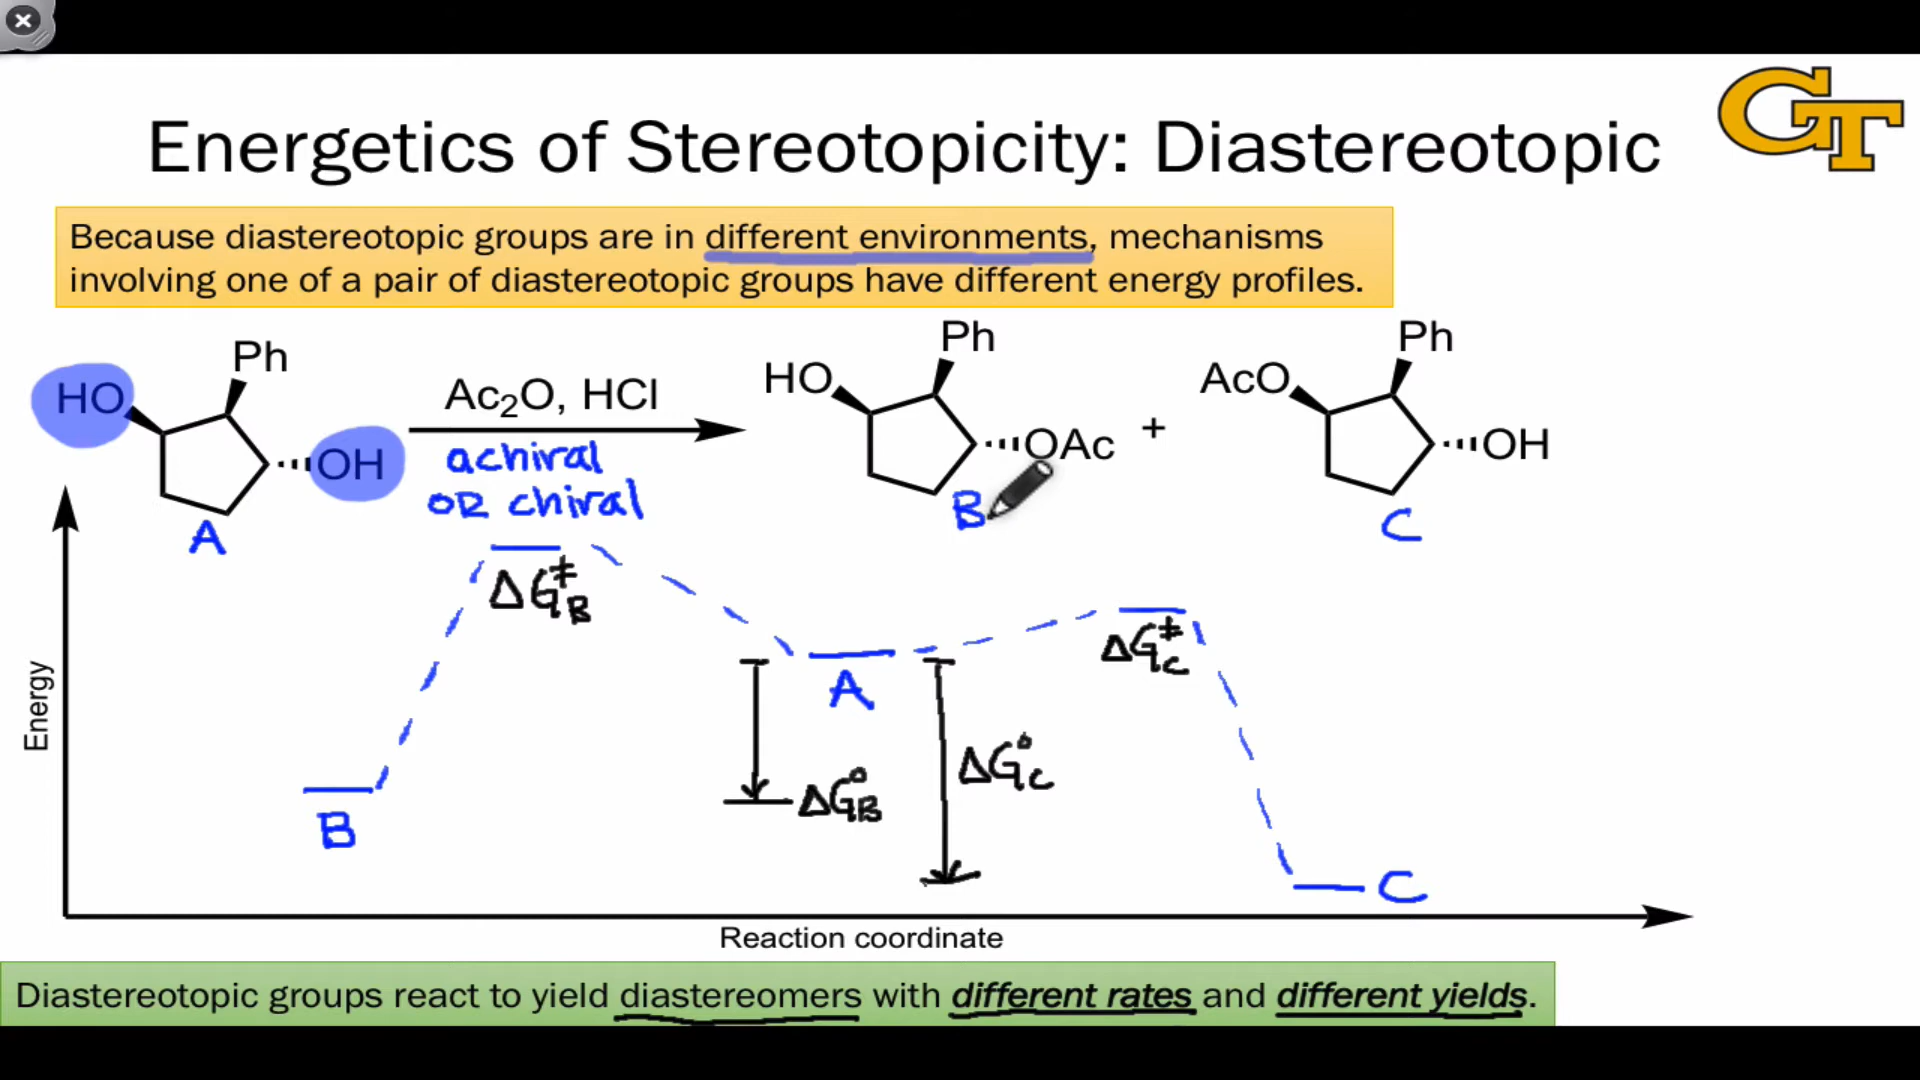 GT
Energetics of Stereotopicity: Diastereotopic
Because diastereotopic groups are in different environments, mechanisms
involving one of a pair of diastereotopic groups have different energy profiles.
HO
Ph
OH
A
Ac₂O, HCl
achiral
OR chiral
HO
Ph
OAc
B
+
AcO
Ph
OH
C
Energy
ΔG‡B
ΔG‡C
A
ΔG°B
ΔG°C
B
C
Reaction coordinate
Diastereotopic groups react to yield diastereomers with different rates and different yields.